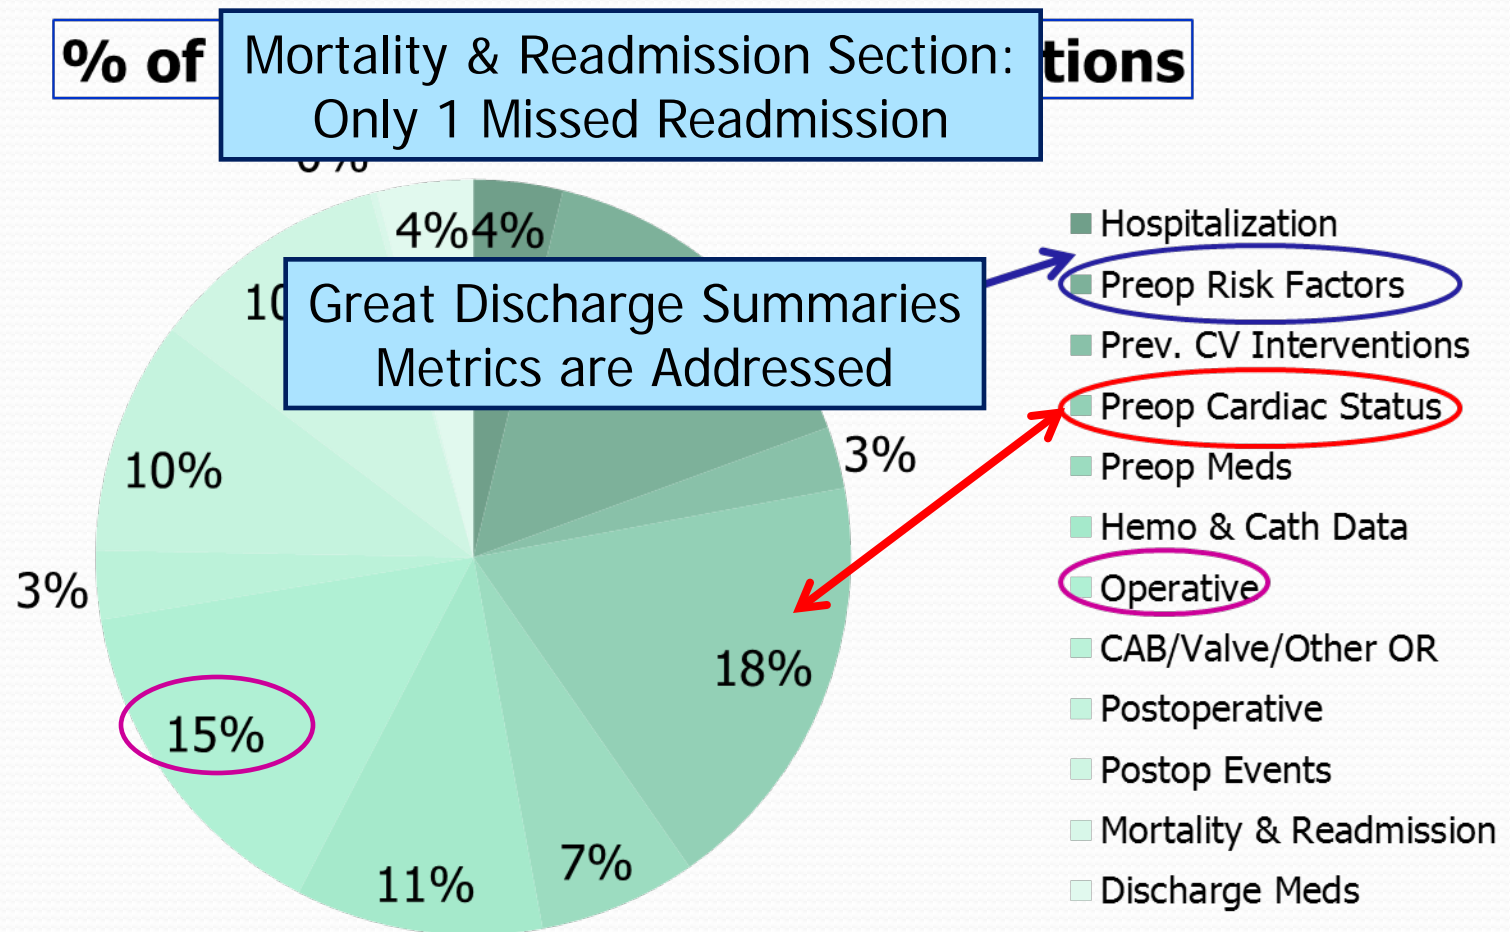 % of
tions
Mortality & Readmission Section:
Only 1 Missed Readmission
4%
4%
Great Discharge Summaries
Metrics are Addressed
10
10%
3%
3%
18%
15%
7%
11%
Hospitalization
Preop Risk Factors
Prev. CV Interventions
Preop Cardiac Status
Preop Meds
Hemo & Cath Data
Operative
CAB/Valve/Other OR
Postoperative
Postop Events
Mortality & Readmission
Discharge Meds